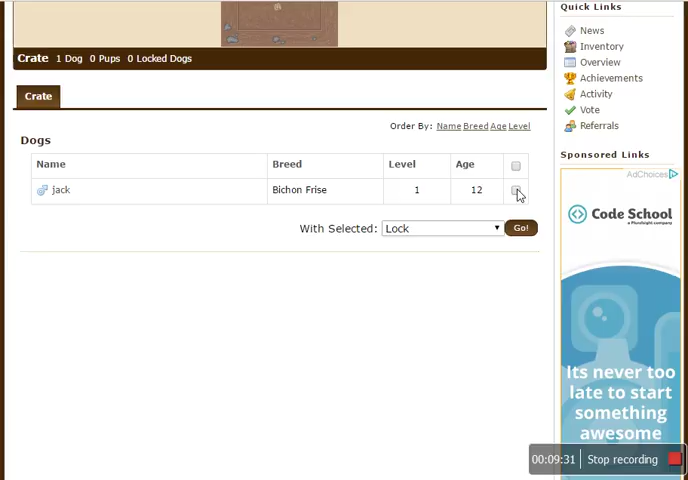 Quick Links
News
Inventory
Overview
Achievements
Activity
Vote
Referrals
Crate 1 Dog 0 Pups 0 Locked Dogs
Crate
Order By: Name Breed Age Level
Dogs
Name Breed Level Age
jack Bichon Frise 1 12
With Selected: Lock Go!
Sponsored Links
AdChoices
Code School
a Pluralsight company
Its never too
late to start
something
awesome
00:09:31 Stop recording